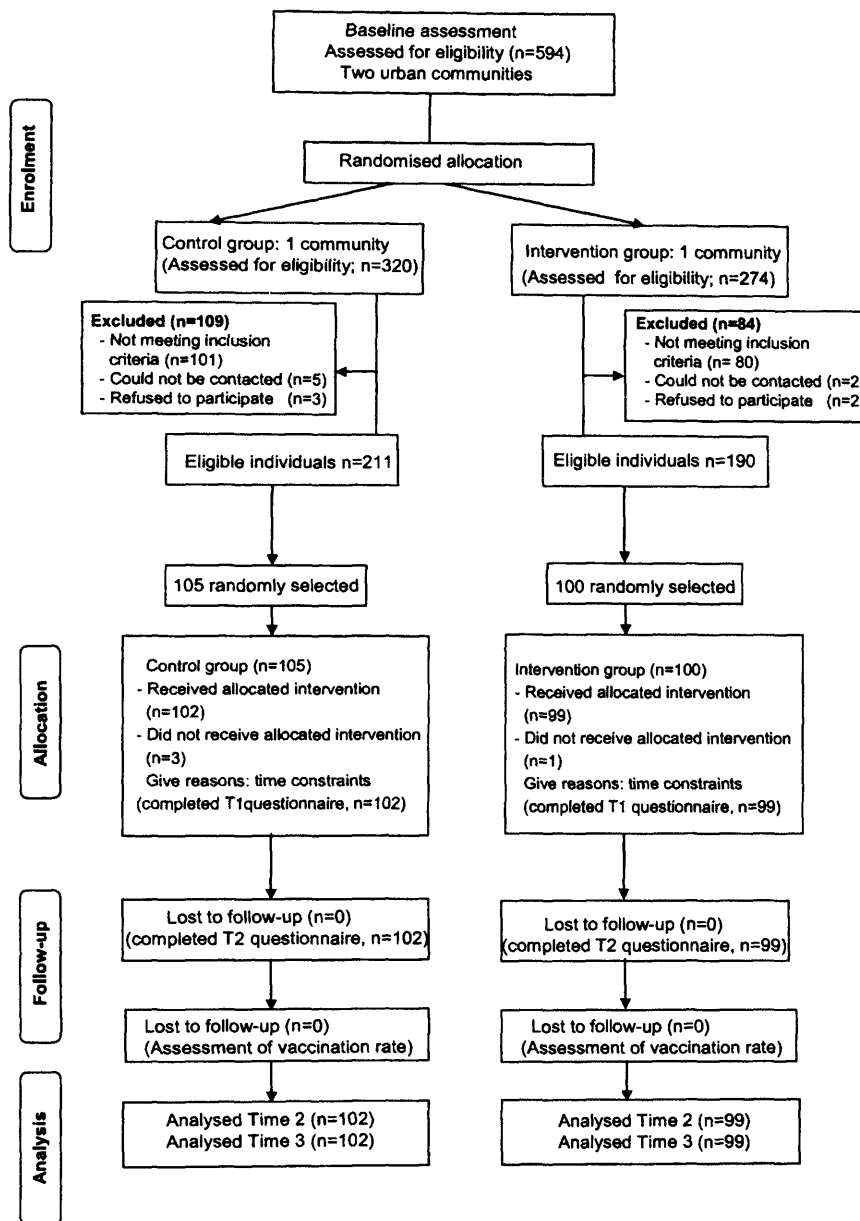 Baseline assessment
Assessed for eligibility (n=594)
Two urban communities
Enrolment
Randomised allocation
Control group: 1 community
(Assessed for eligibility; n=320)
Intervention group: 1 community
(Assessed for eligibility; n=274)
Excluded (n=109)
- Not meeting inclusion
criteria (n=101)
- Could not be contacted (n=5)
- Refused to participate (n=3)
Excluded (n=84)
- Not meeting inclusion
criteria (n= 80)
- Could not be contacted (n=2
- Refused to participate (n=2
Eligible individuals n=211
Eligible individuals n=190
105 randomly selected
100 randomly selected
Allocation
Control group (n=105)
- Received allocated intervention
(n=102)
- Did not receive allocated intervention
(n=3)
Give reasons: time constraints
(completed T1questionnaire, n=102)
Intervention group (n=100)
- Received allocated intervention
(n=99)
- Did not receive allocated intervention
(n=1)
Give reasons: time constraints
(completed T1 questionnaire, n=99)
Follow-up
Lost to follow-up (n=0)
(completed T2 questionnaire, n=102)
Lost to follow-up (n=0)
(completed T2 questionnaire, n=99)
Lost to follow-up (n=0)
(Assessment of vaccination rate)
Lost to follow-up (n=0)
(Assessment of vaccination rate)
Analysis
Analysed Time 2 (n=102)
Analysed Time 3 (n=102)
Analysed Time 2 (n=99)
Analysed Time 3 (n=99)